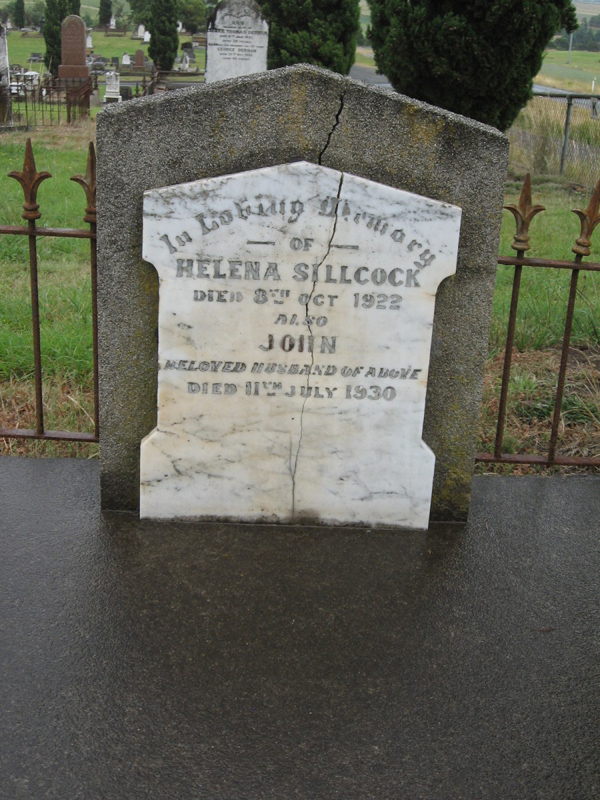 In Loving Memory
— OF —
HELENA SILLCOCK
DIED 8TH OCT 1922
ALSO
JOHN
BELOVED HUSBAND OF ABOVE
DIED 11TH JULY 1930